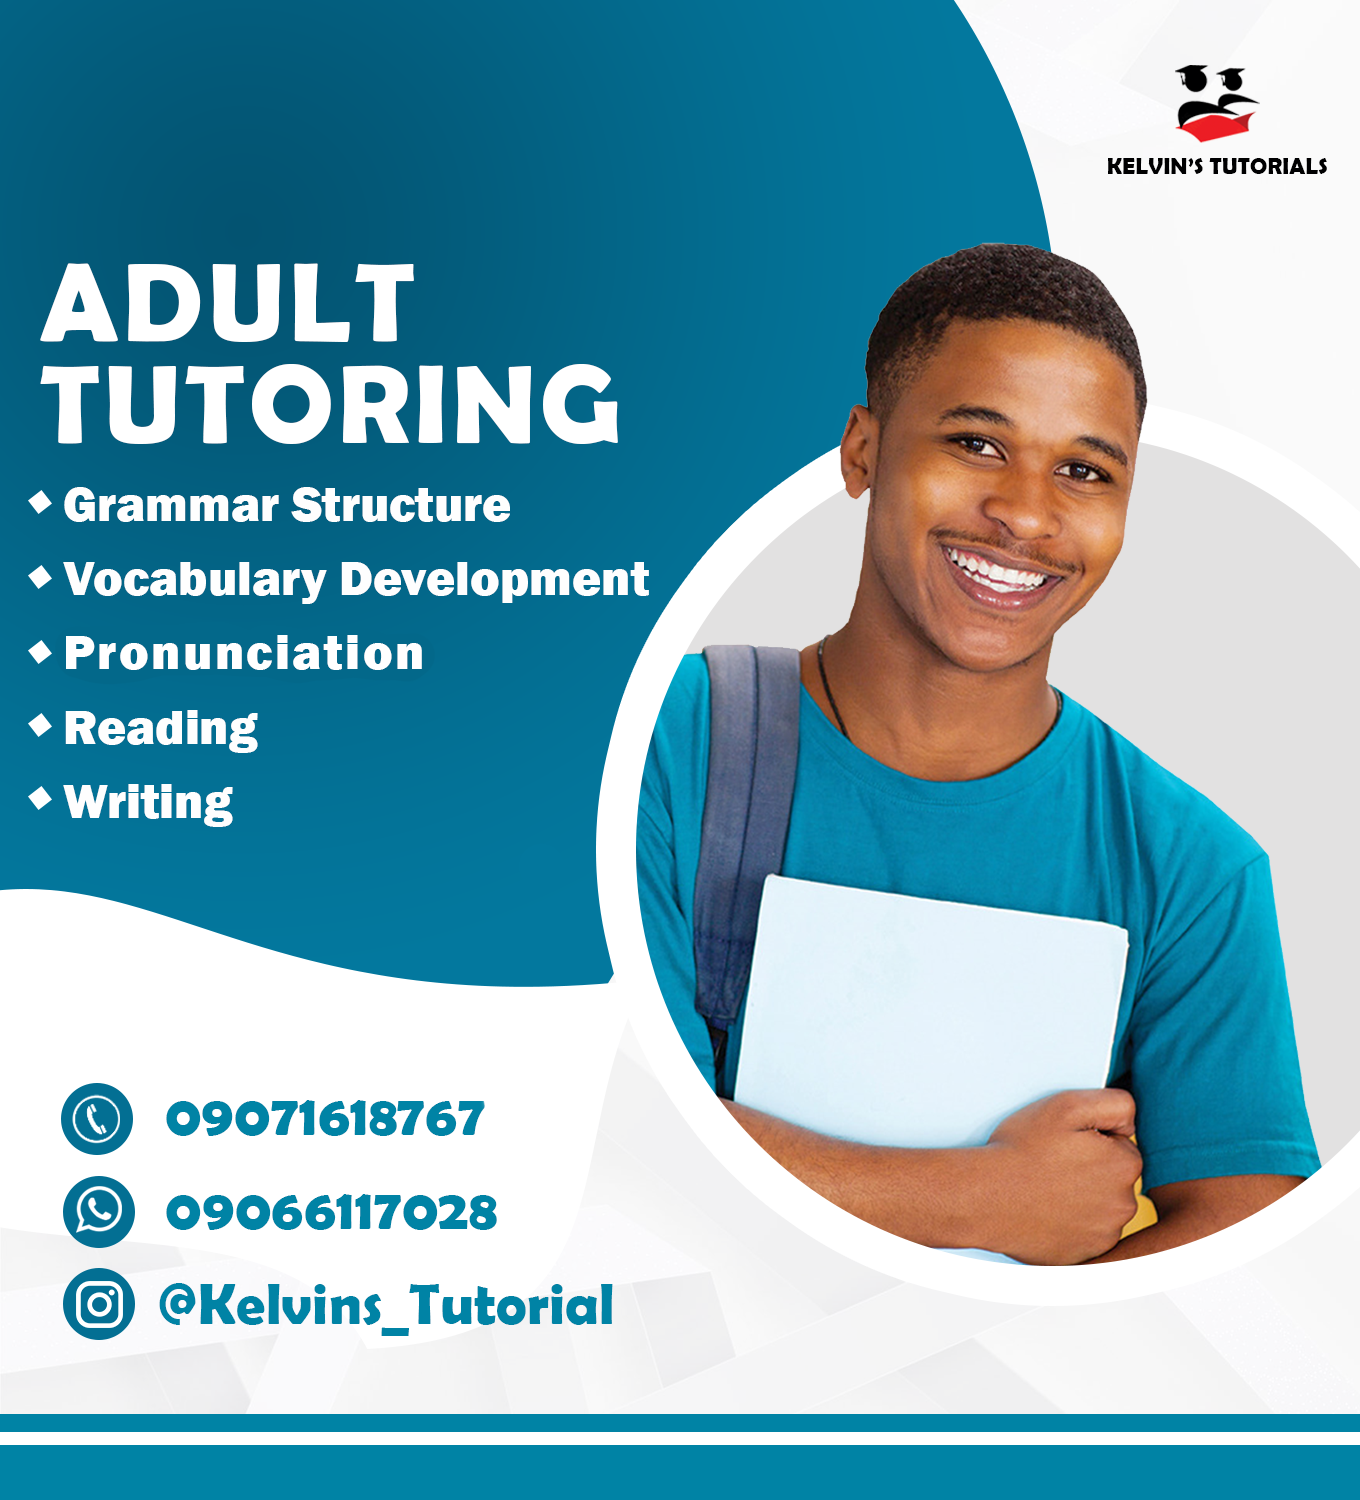 KELVIN'S TUTORIALS
ADULT
TUTORING
Grammar Structure
Vocabulary Development
Pronunciation
Reading
Writing
09071618767
09066117028
@Kelvins_Tutorial